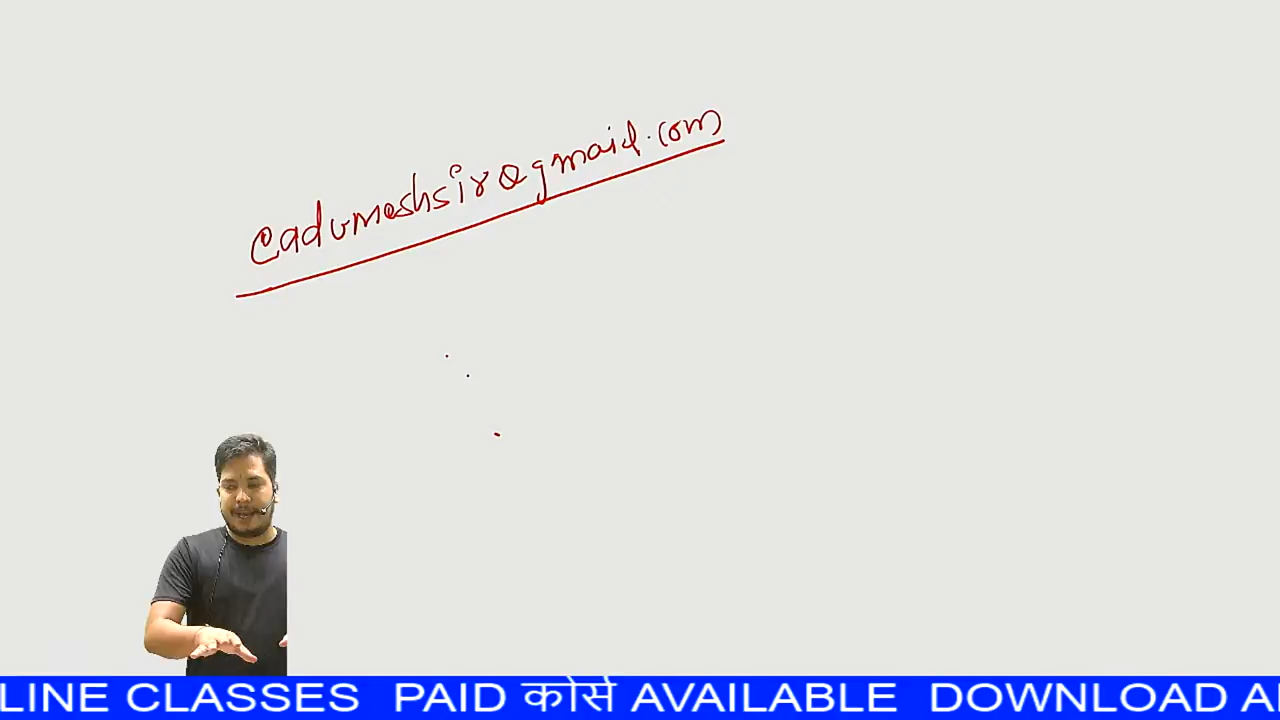 cadumeshsir@gmail.com
LINE CLASSES PAID कोर्स AVAILABLE DOWNLOAD A